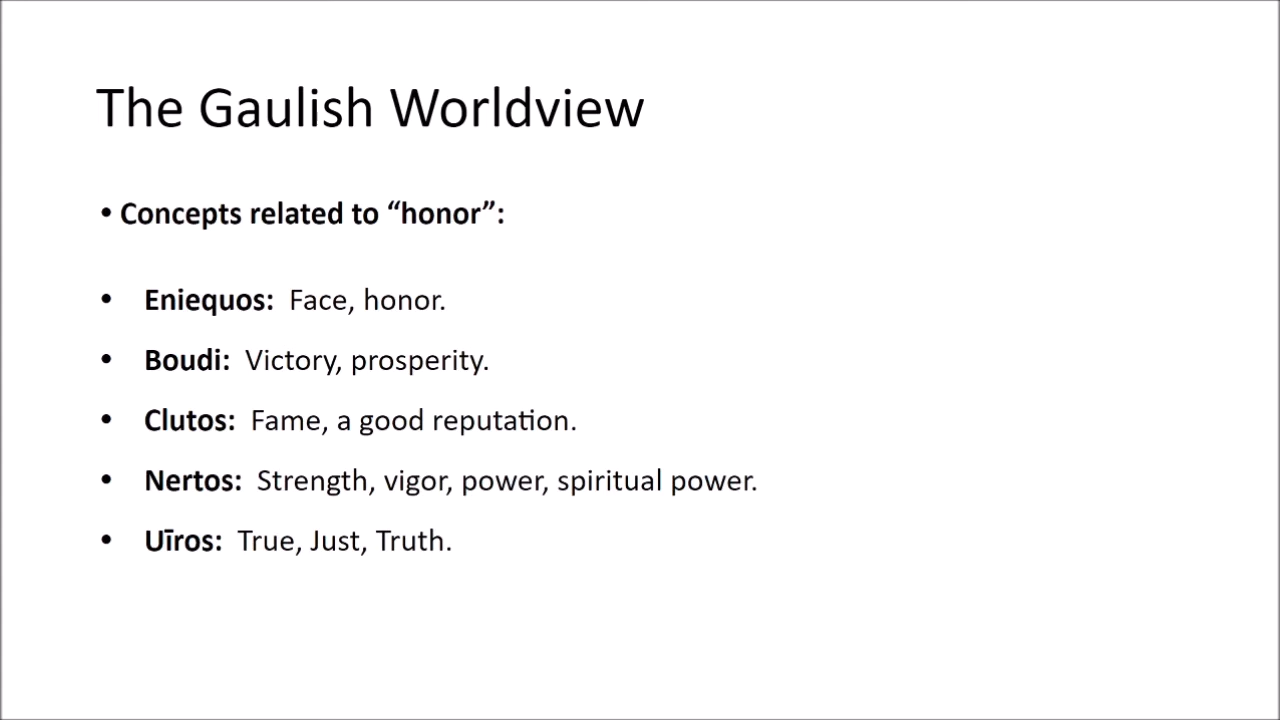 The Gaulish Worldview
• Concepts related to “honor”:
• Eniequos: Face, honor.
• Boudi: Victory, prosperity.
• Clutos: Fame, a good reputation.
• Nertos: Strength, vigor, power, spiritual power.
• Uīros: True, Just, Truth.